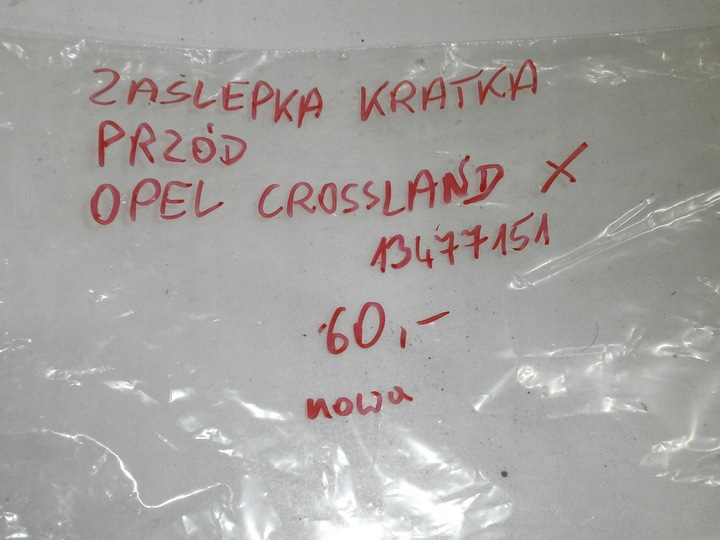 ZAŚLEPKA KRATKA
PRZÓD
OPEL CROSSLAND X
13477151
60,-
nowa